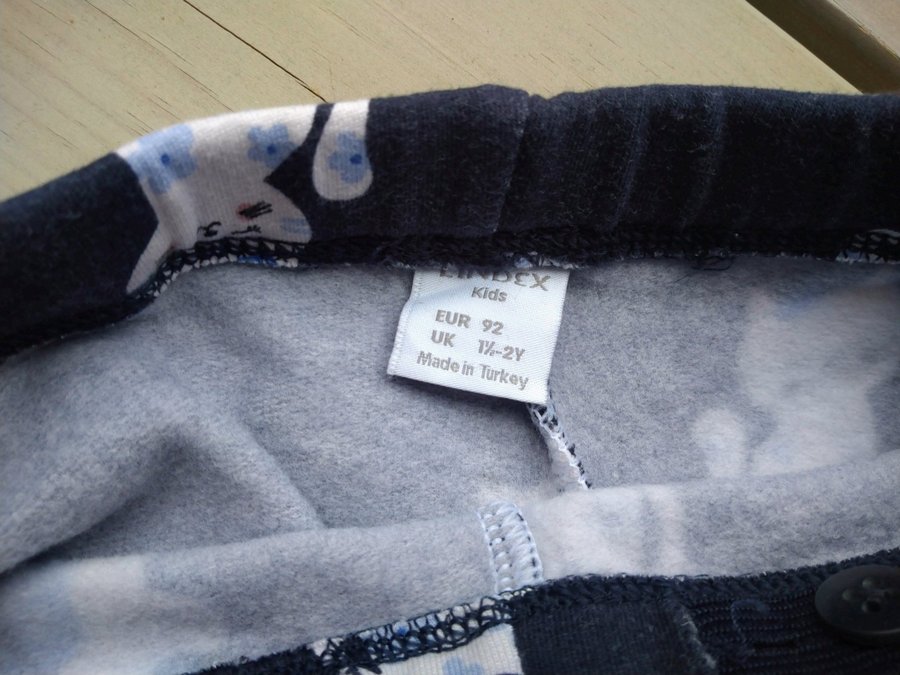 LINDEX
Kids
EUR 92
UK 1½-2Y
Made in Turkey